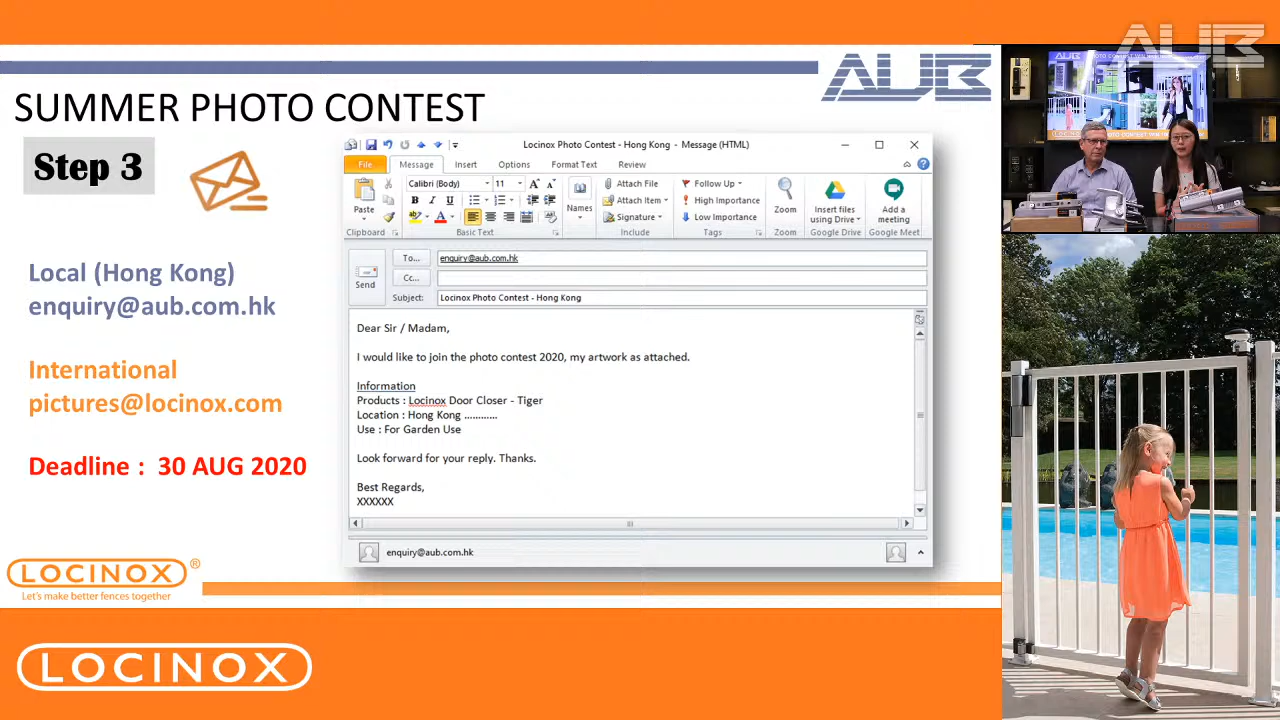 AUB
AUB
SUMMER PHOTO CONTEST
Step 3
Local (Hong Kong)
enquiry@aub.com.hk
International
pictures@locinox.com
Deadline : 30 AUG 2020
Locinox Photo Contest - Hong Kong - Message (HTML)
File Message Insert Options Format Text Review
Paste
Clipboard
Calibri (Body) 11
B I U
Basic Text
Names
Attach File
Attach Item
Signature
Include
Follow Up
High Importance
Low Importance
Tags
Zoom
Zoom
Insert files
using Drive
Google Drive
Add a
meeting
Google Meet
Send
To... enquiry@aub.com.hk
Cc...
Subject: Locinox Photo Contest - Hong Kong
Dear Sir / Madam,
I would like to join the photo contest 2020, my artwork as attached.
Information
Products : Locinox Door Closer - Tiger
Location : Hong Kong ............
Use : For Garden Use
Look forward for your reply. Thanks.
Best Regards,
XXXXXX
enquiry@aub.com.hk
LOCINOX®
Let's make better fences together
LOCINOX